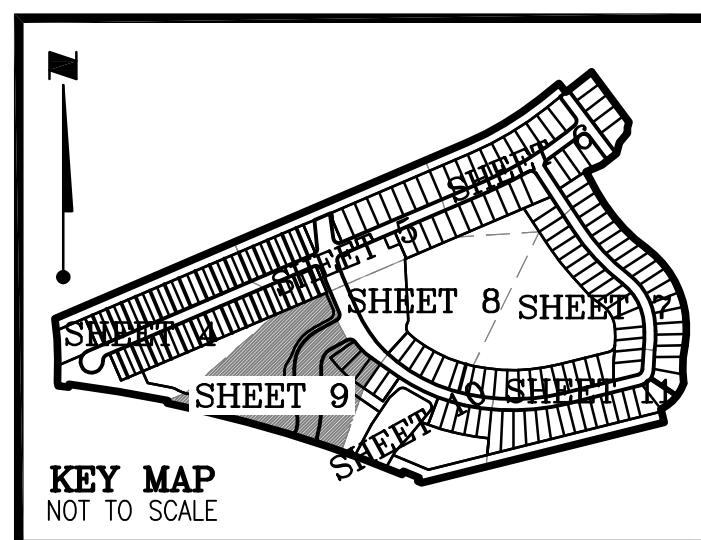 N
SHEET 6
SHEET 5
SHEET 8
SHEET 7
SHEET 4
SHEET 9
SHEET 10
SHEET 11
KEY MAP
NOT TO SCALE